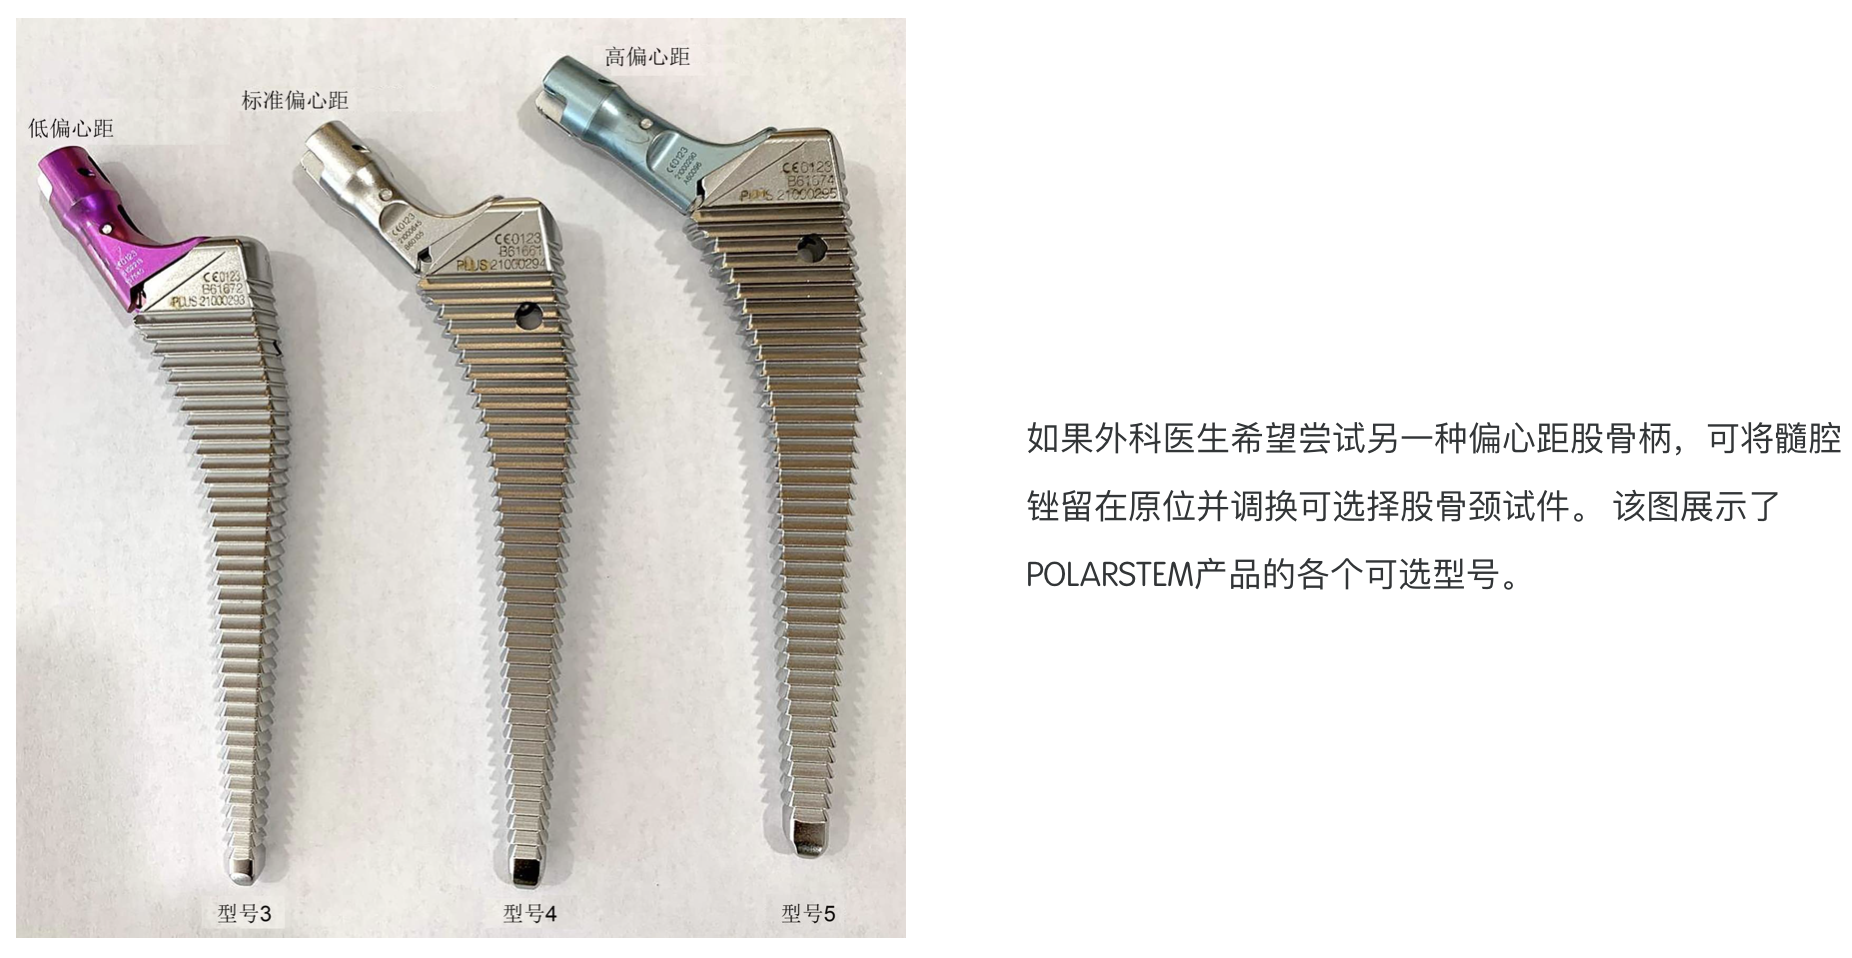 高偏心距
标准偏心距
低偏心距
CE0123
B61672
PLUS 21000293
CE0123
B61661
PLUS 21000294
CE0123
B61674
PLUS 21000295
CE0123
21000290
型号3
型号4
型号5
如果外科医生希望尝试另一种偏心距股骨柄，可将髓腔
锉留在原位并调换可选择股骨颈试件。 该图展示了
POLARSTEM产品的各个可选型号。